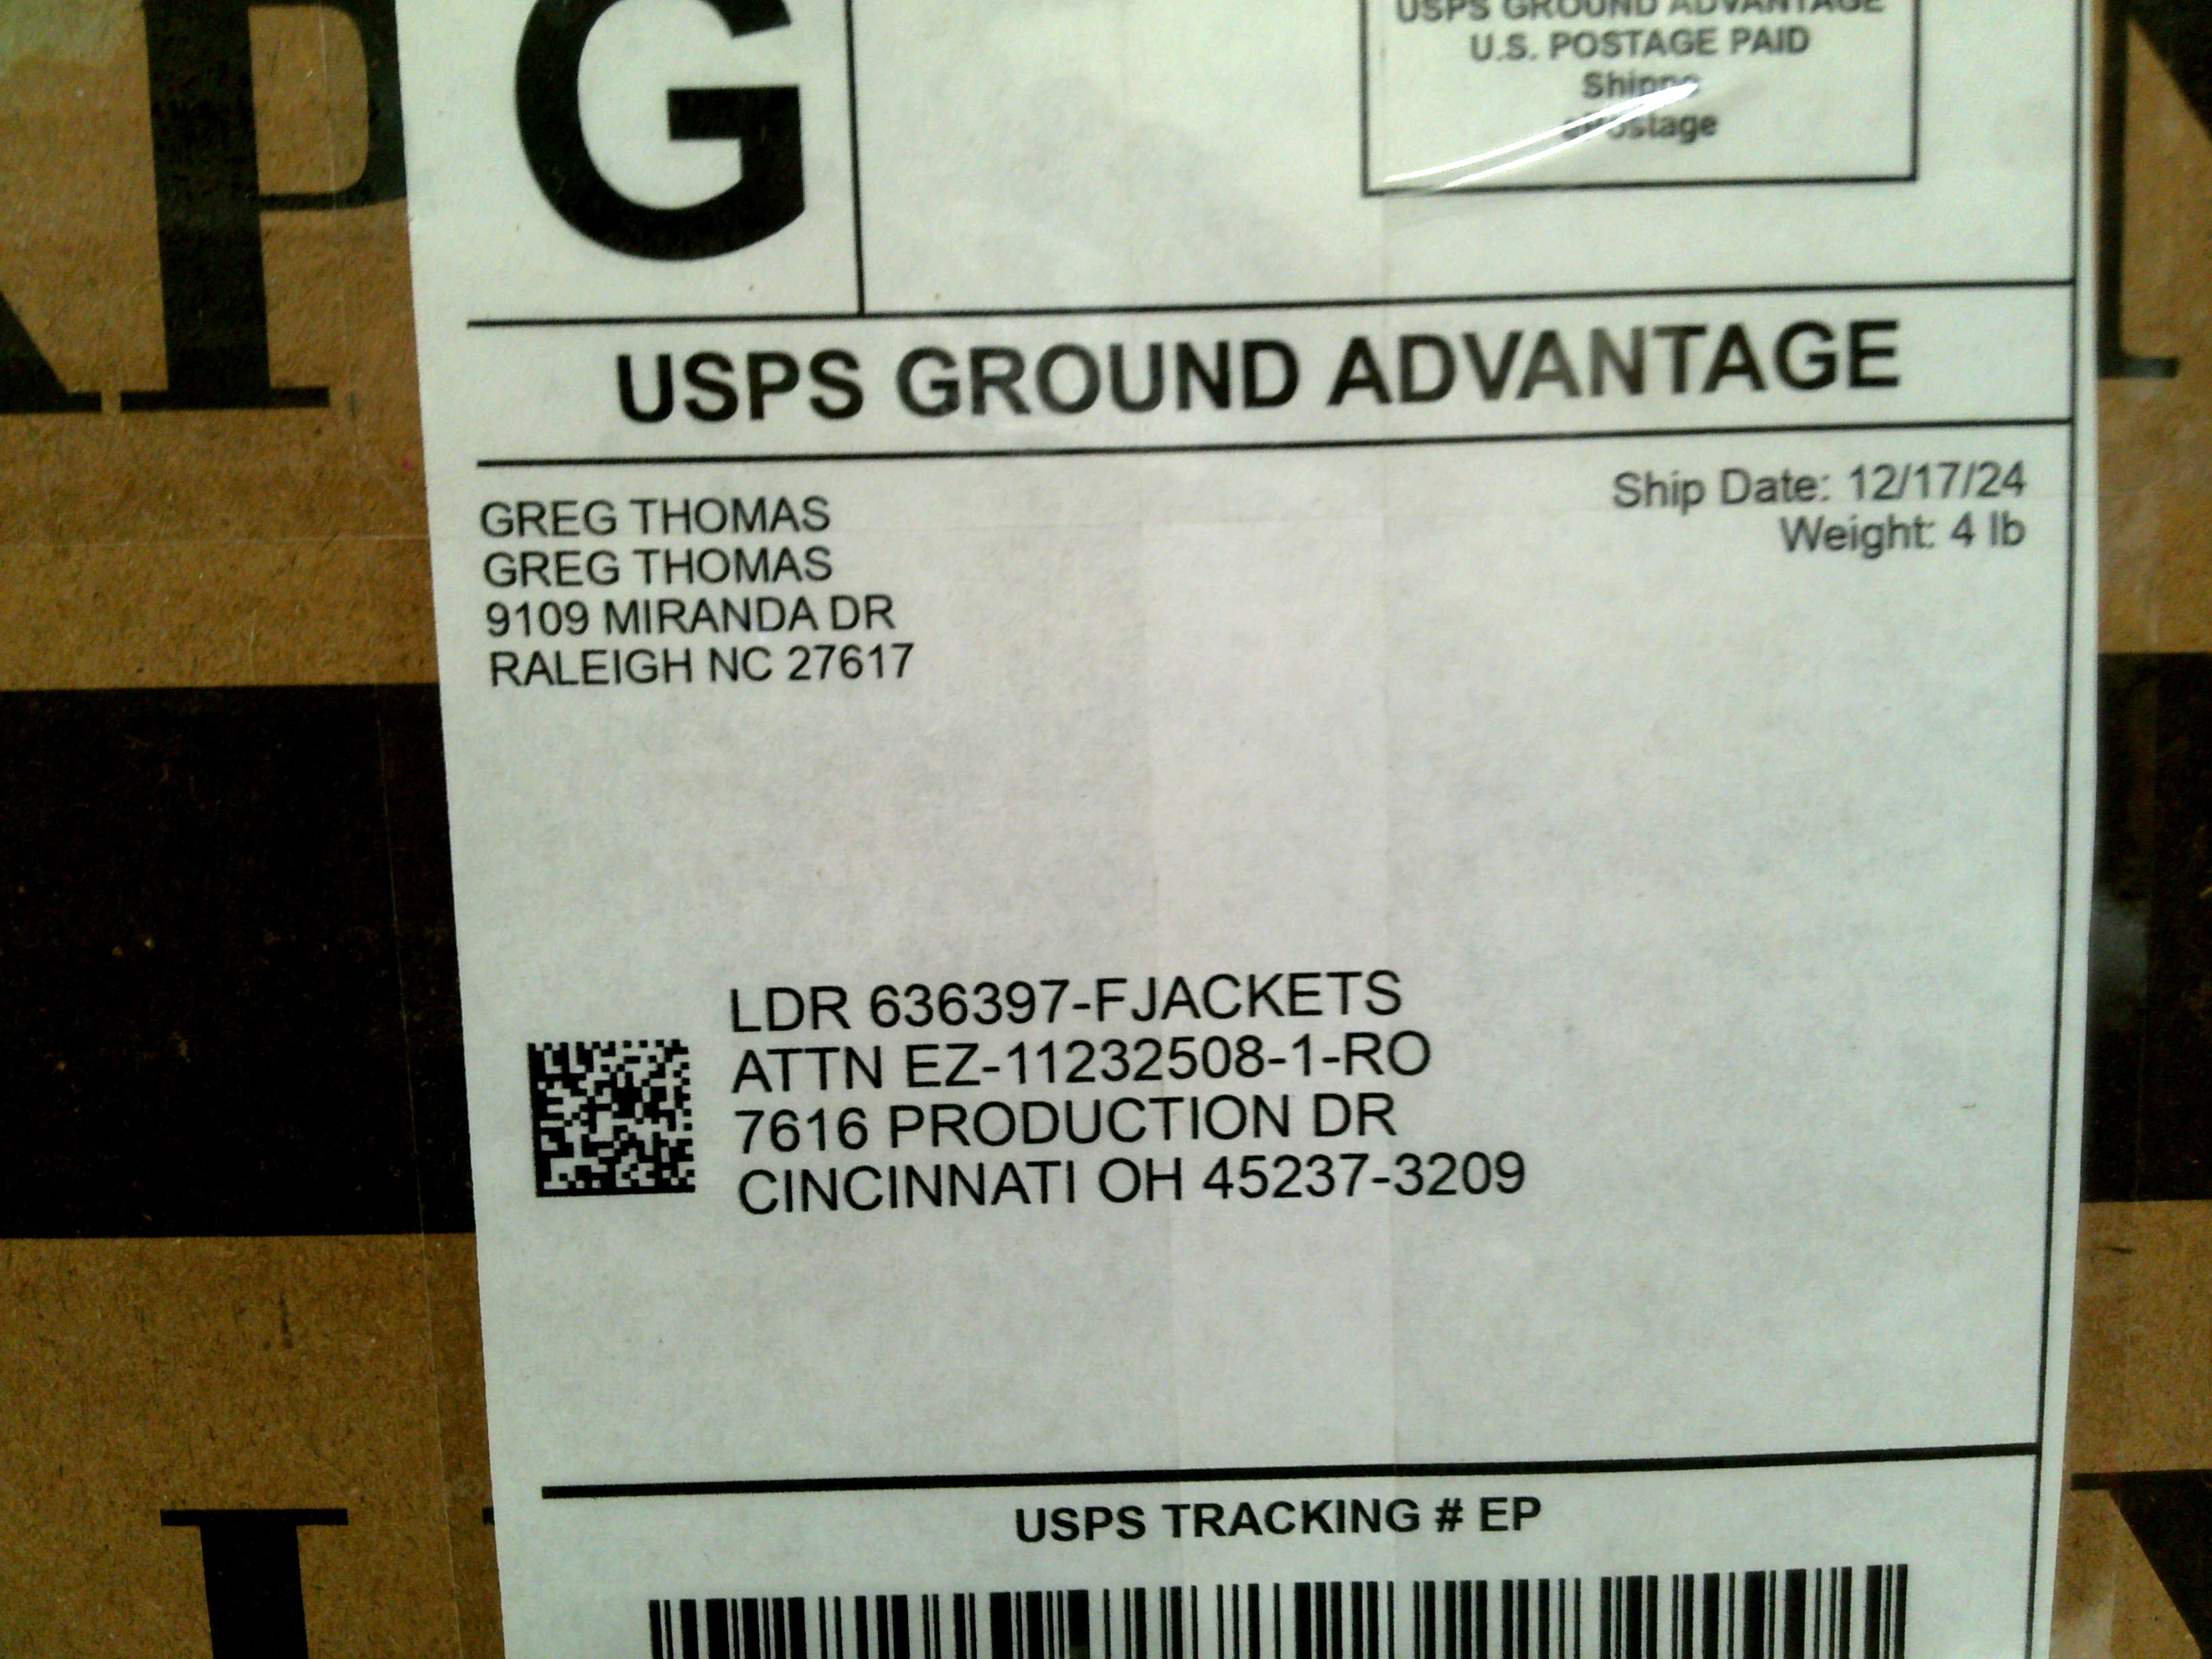 G
USPS GROUND ADVANTAGE
U.S. POSTAGE PAID
Shippo
ePostage
USPS GROUND ADVANTAGE
GREG THOMAS
GREG THOMAS
9109 MIRANDA DR
RALEIGH NC 27617
Ship Date: 12/17/24
Weight: 4 lb
LDR 636397-FJACKETS
ATTN EZ-11232508-1-RO
7616 PRODUCTION DR
CINCINNATI OH 45237-3209
USPS TRACKING # EP